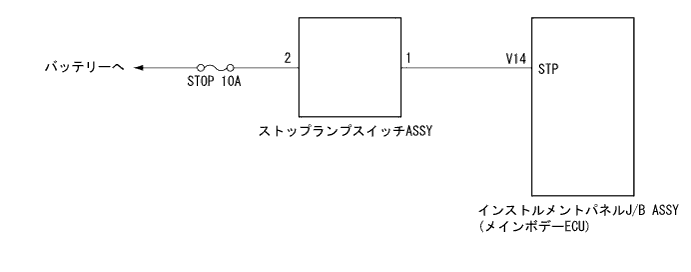 バッテリーへ
STOP 10A
2
1
ストップランプスイッチASSY
V14
STP
インストルメントパネルJ/B ASSY
(メインボデーECU)